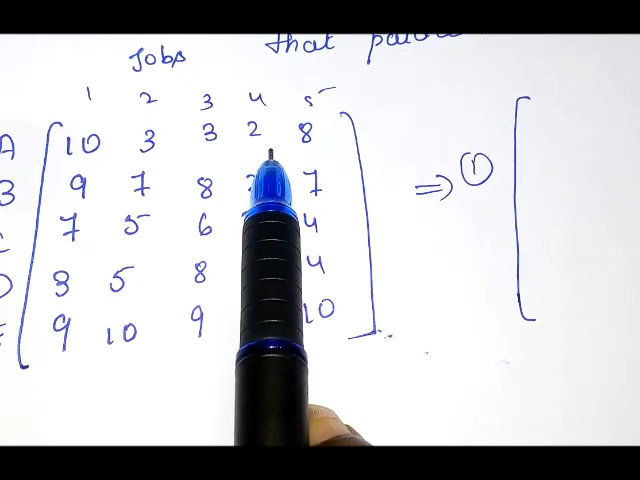 that
Jobs
1 2 3 4 5
A 10 3 3 2 8
B 9 7 8 7
7 5 6 4
D 3 5 8 4
E 9 10 9 10
⇒ ①